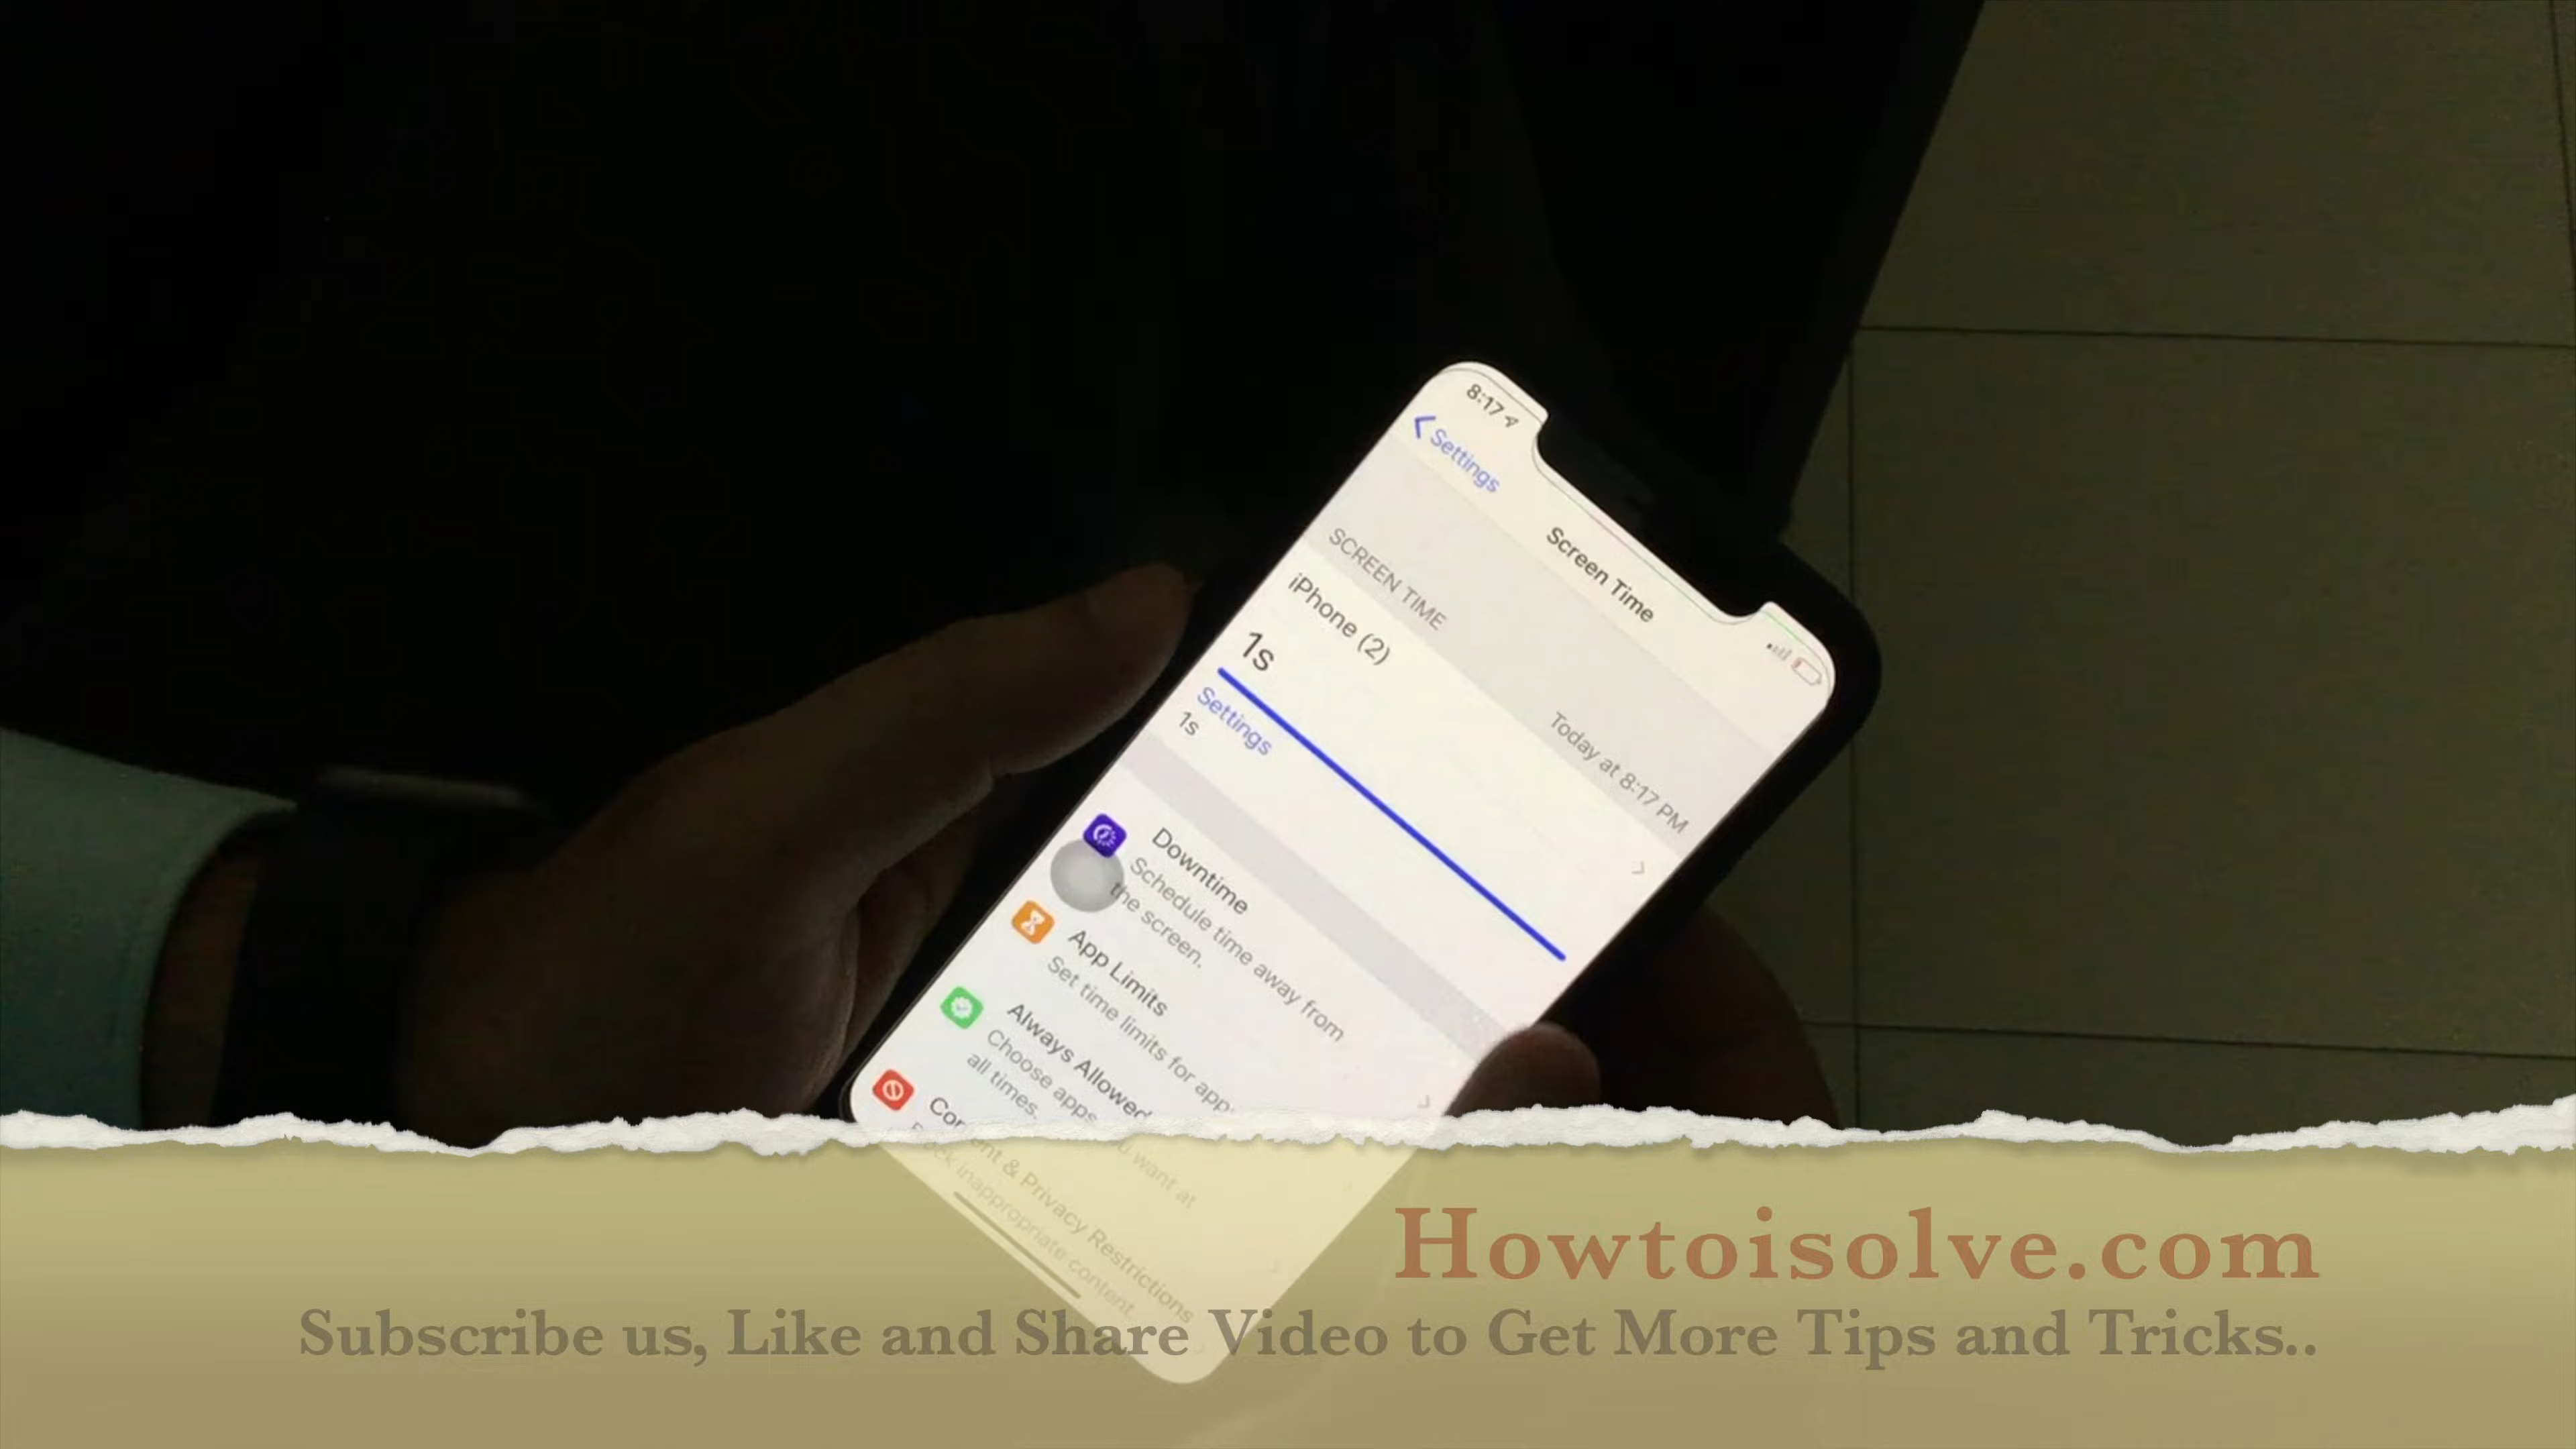 8:17
Settings
Screen Time
SCREEN TIME
Today at 8:17 PM
iPhone (2)
1s
Settings
1s
Downtime
Schedule time away from
the screen.
App Limits
Set time limits for apps.
Always Allowed
Choose apps you want at
all times.
Content & Privacy Restrictions
Block inappropriate content.
Howtoisolve.com
Subscribe us, Like and Share Video to Get More Tips and Tricks..